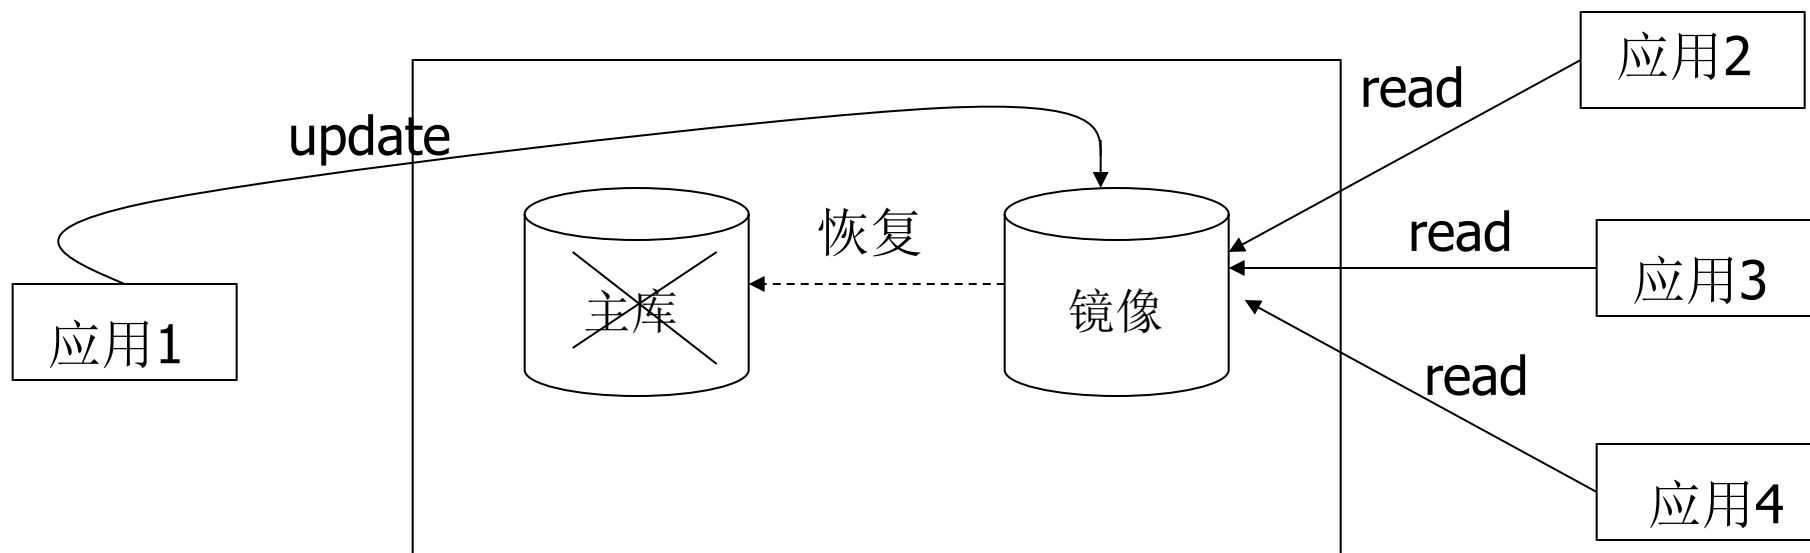 应用2
read
update
恢复
read
应用3
主库
镜像
应用1
read
应用4